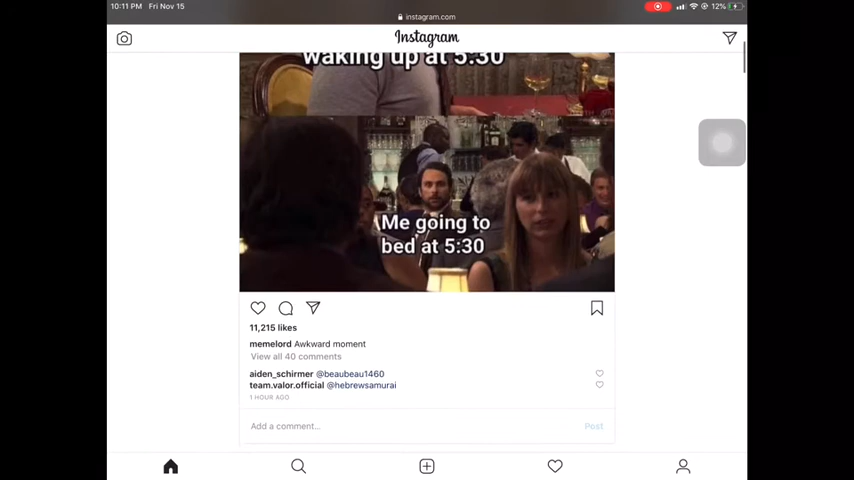 10:11 PM Fri Nov 15
instagram.com
12%
Instagram
waking up at 5:30
Me going to
bed at 5:30
11,215 likes
memelord Awkward moment
View all 40 comments
aiden_schirmer @beaubeau1460
team.valor.official @hebrewsamurai
1 HOUR AGO
Add a comment...
Post